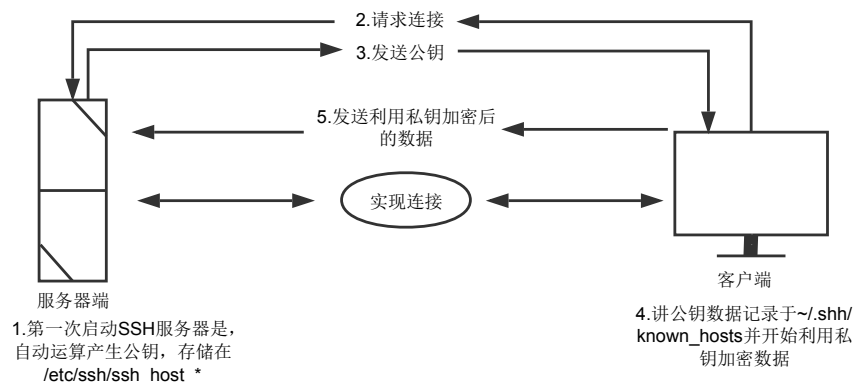 2.请求连接
3.发送公钥
5.发送利用私钥加密后
的数据
实现连接
服务器端
客户端
1.第一次启动SSH服务器是，
自动运算产生公钥，存储在
/etc/ssh/ssh_host_*
4.讲公钥数据记录于~/.shh/
known_hosts并开始利用私
钥加密数据